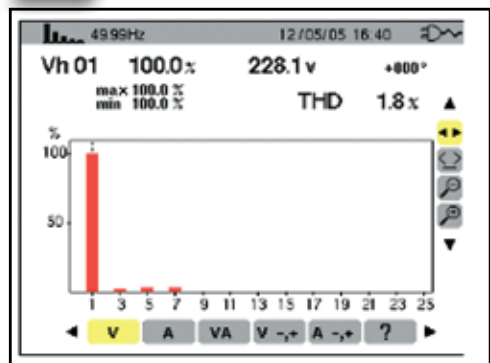 49.99Hz 12/05/05 16:40
Vh 01 100.0% 228.1 v +000°
max 100.0 %
min 100.0 %
THD 1.8 %
%
100
50
1 3 5 7 9 11 13 15 17 19 21 23 25
V A VA V -,+ A -,+ ?